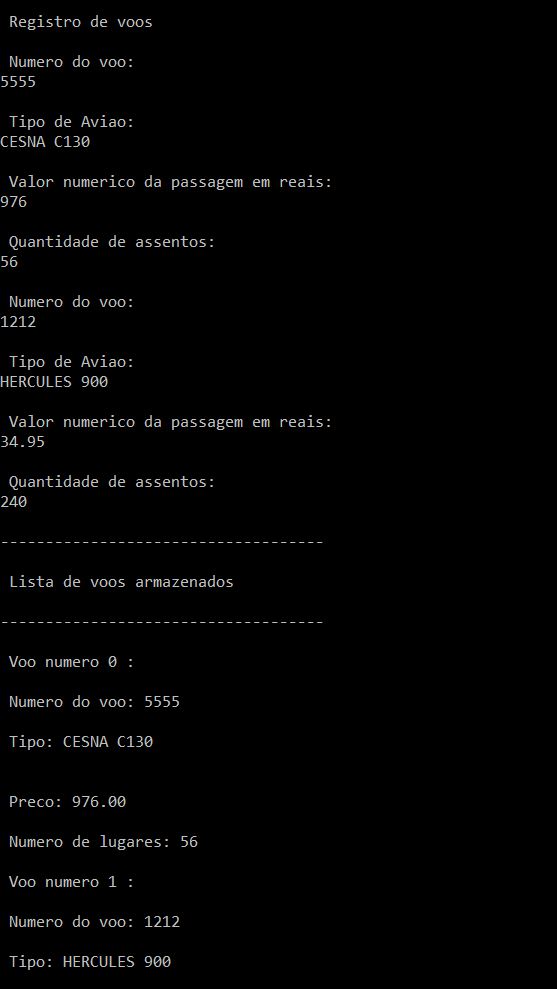 Registro de voos
Numero do voo:
5555
Tipo de Aviao:
CESNA C130
Valor numerico da passagem em reais:
976
Quantidade de assentos:
56
Numero do voo:
1212
Tipo de Aviao:
HERCULES 900
Valor numerico da passagem em reais:
34.95
Quantidade de assentos:
240
------------------------------------
Lista de voos armazenados
------------------------------------
Voo numero 0 :
Numero do voo: 5555
Tipo: CESNA C130
Preco: 976.00
Numero de lugares: 56
Voo numero 1 :
Numero do voo: 1212
Tipo: HERCULES 900